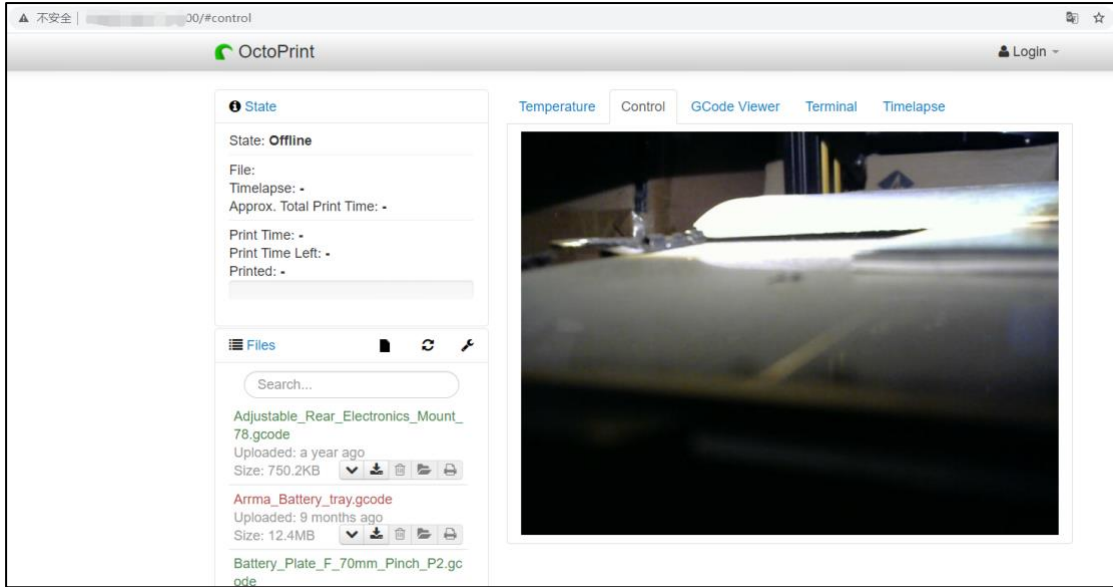 不安全
00/#control
OctoPrint
Login
State
State: Offline
File:
Timelapse: -
Approx. Total Print Time: -
Print Time: -
Print Time Left: -
Printed: -
Files
Search...
Adjustable_Rear_Electronics_Mount_
78.gcode
Uploaded: a year ago
Size: 750.2KB
Arrma_Battery_tray.gcode
Uploaded: 9 months ago
Size: 12.4MB
Battery_Plate_F_70mm_Pinch_P2.gc
ode
Temperature Control GCode Viewer Terminal Timelapse